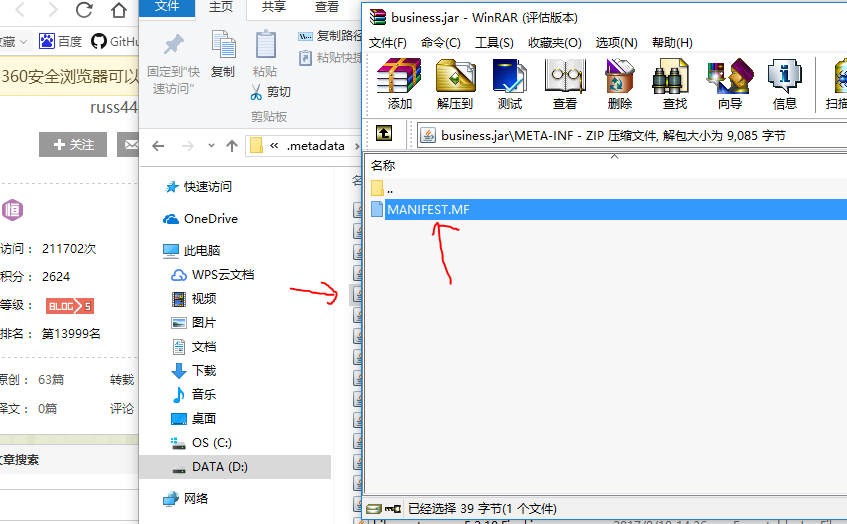 文件
主页
共享
查看
business.jar - WinRAR (评估版本)
文件(F) 命令(C) 工具(S) 收藏夹(O) 选项(N) 帮助(H)
百度
360安全浏览器可以
russ44
关注
固定到“快
速访问”
复制
粘贴
复制路径
粘贴快捷
剪切
剪贴板
添加
解压到
测试
查看
删除
查找
向导
信息
« .metadata ›
business.jar\META-INF - ZIP 压缩文件, 解包大小为 9,085 字节
名称
..
MANIFEST.MF
快速访问
OneDrive
此电脑
WPS云文档
视频
图片
文档
下载
音乐
桌面
OS (C:)
DATA (D:)
网络
访问： 211702次
积分： 2624
等级： BLOG 5
排名： 第13999名
原创： 63篇 转载
译文： 0篇 评论
文章搜索
已经选择 39 字节(1 个文件)